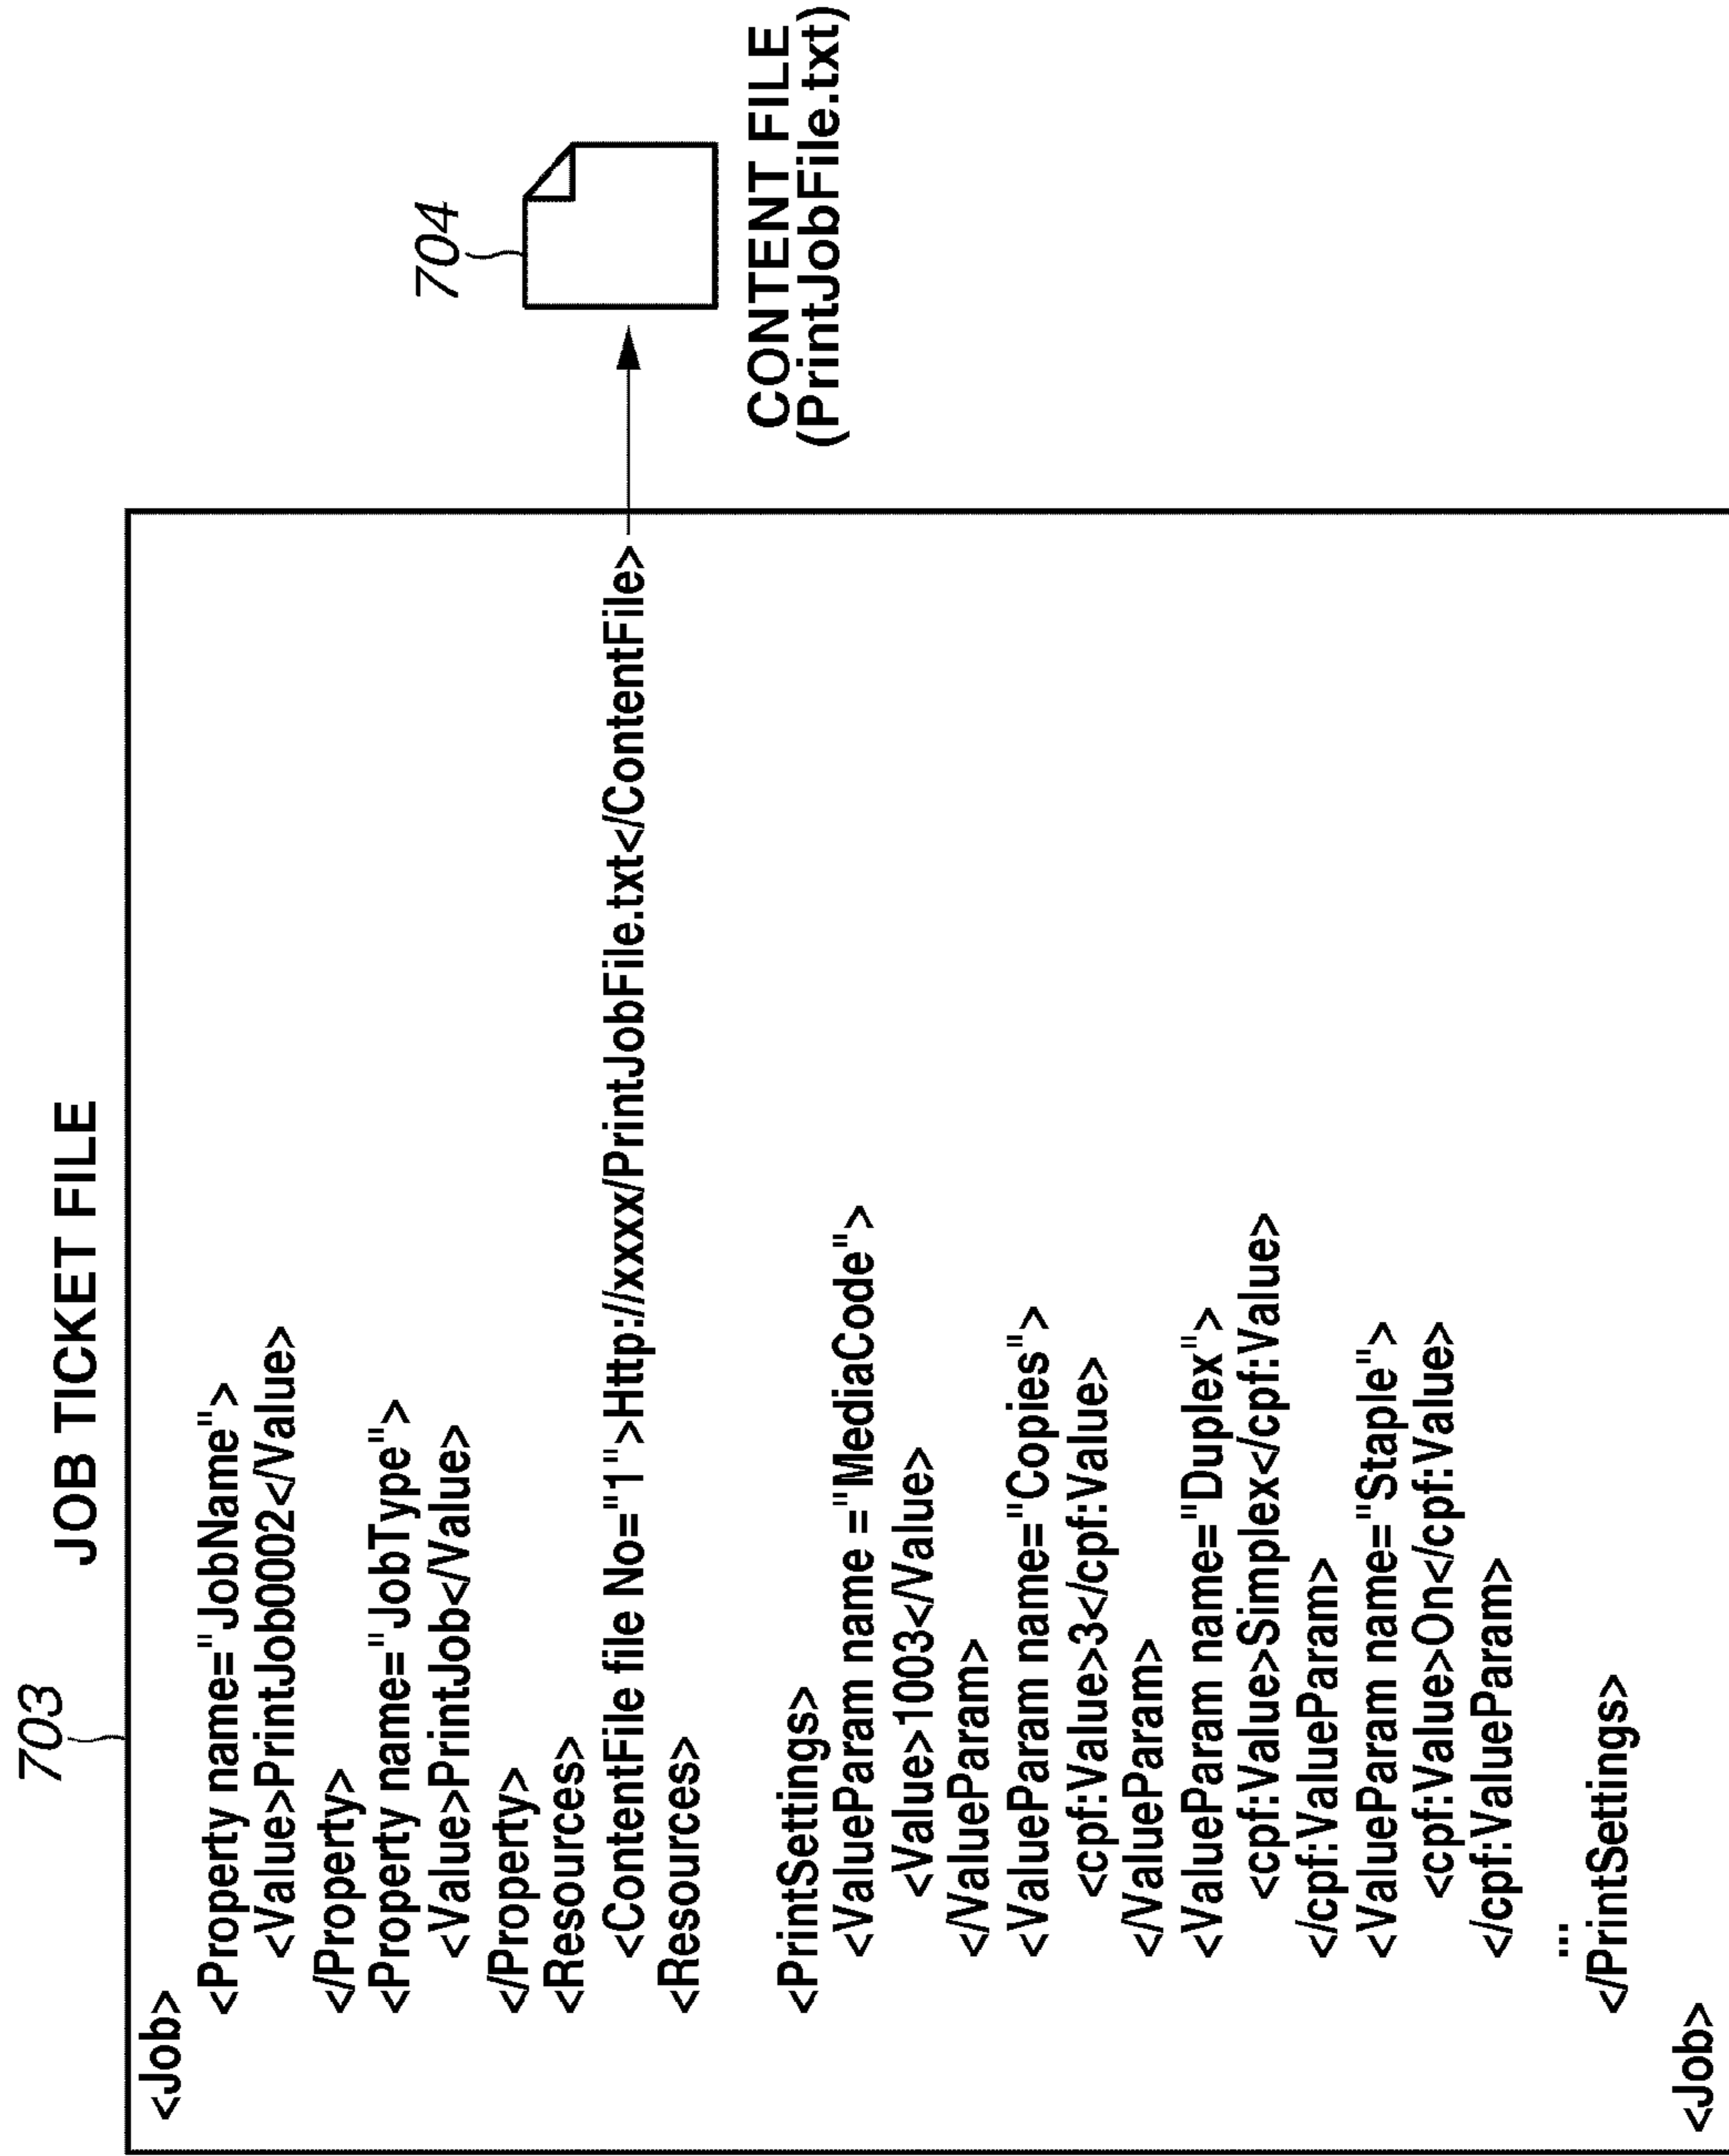 703
JOB TICKET FILE
<Job>
<Property name="JobName">
<Value>PrintJob0002</Value>
</Property>
<Property name="JobType">
<Value>PrintJob</Value>
</Property>
<Resources>
<ContentFile file No="1">Http://xxxx/PrintJobFile.txt</ContentFile>
<Resources>
<PrintSettings>
<ValueParam name ="MediaCode">
<Value>1003</Value>
</ValueParam>
<ValueParam name="Copies">
<cpf:Value>3</cpf:Value>
</ValueParam>
<ValueParam name="Duplex">
<cpf:Value>Simplex</cpf:Value>
</cpf:ValueParam>
<ValueParam name="Staple">
<cpf:Value>On</cpf:Value>
</cpf:ValueParam>
...
</PrintSettings>
<Job>
704
CONTENT FILE
(PrintJobFile.txt)